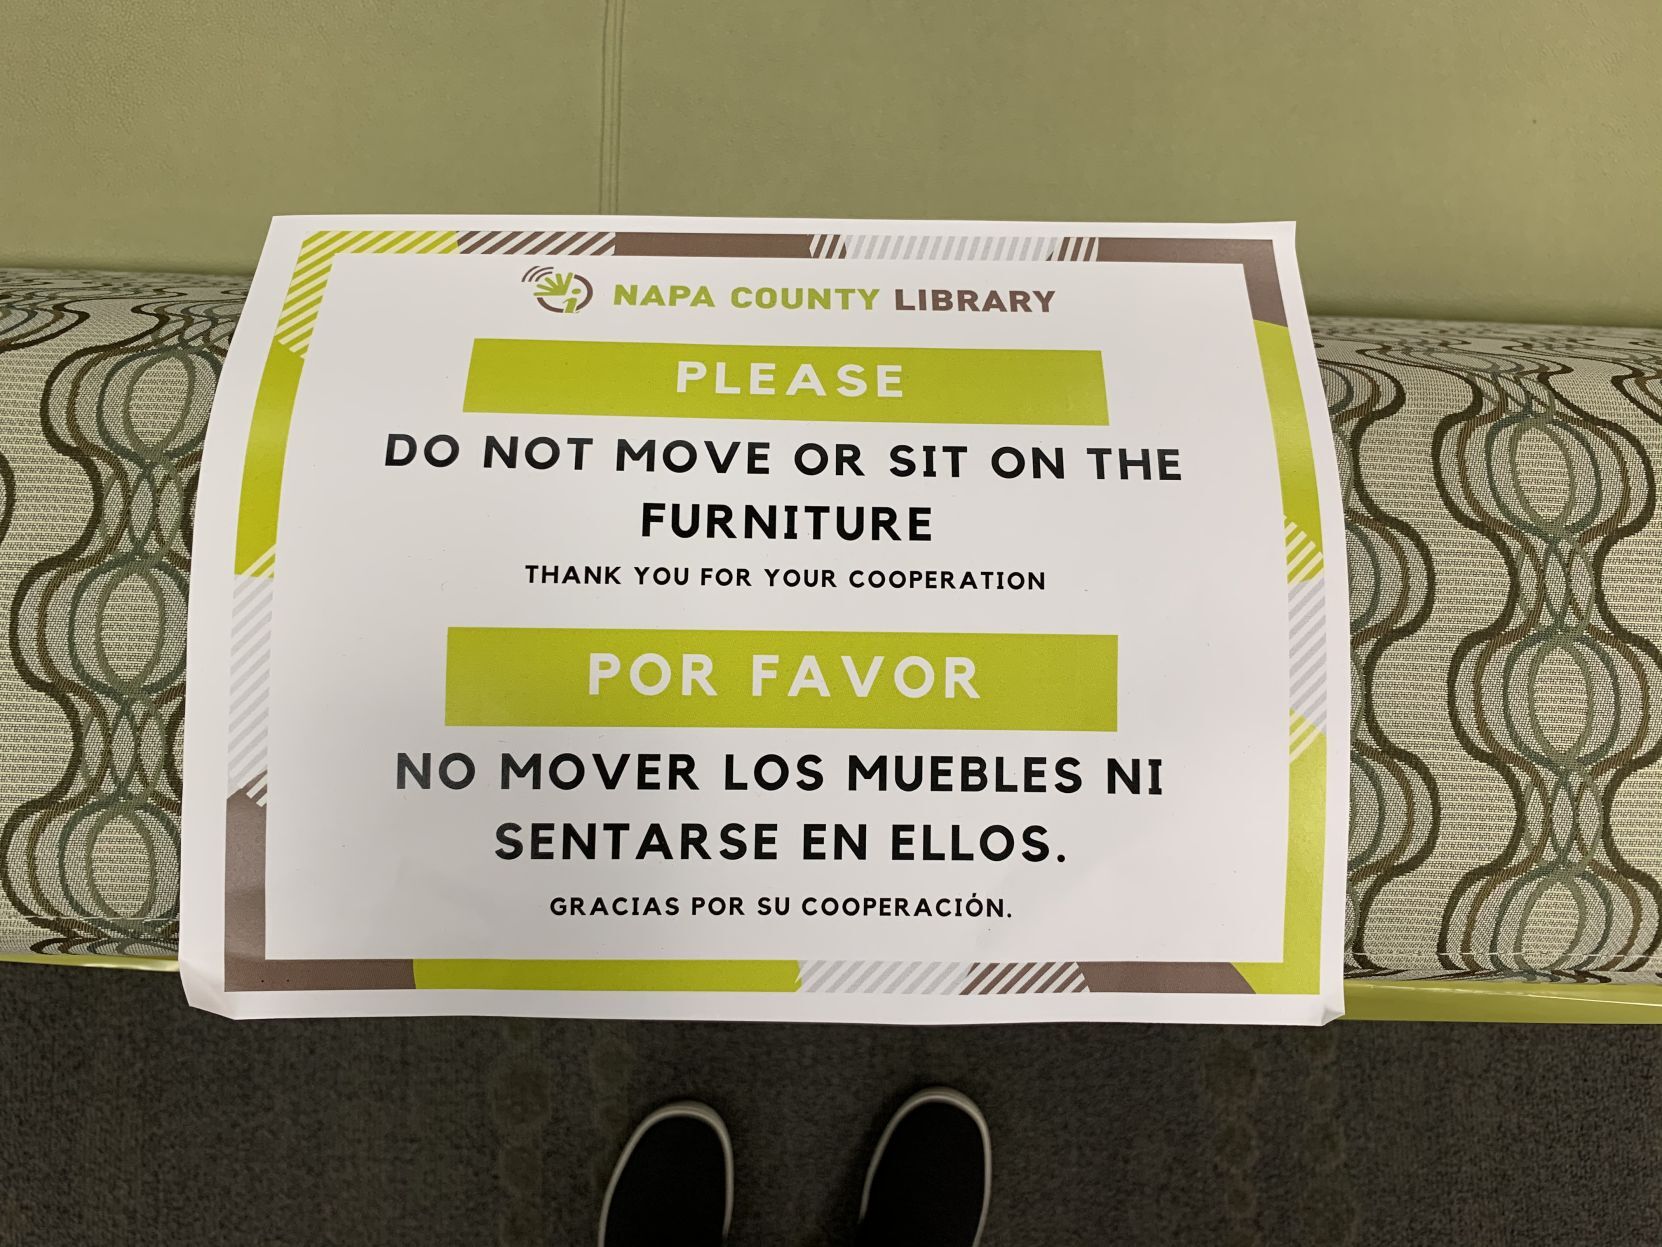 NAPA COUNTY LIBRARY
PLEASE
DO NOT MOVE OR SIT ON THE
FURNITURE
THANK YOU FOR YOUR COOPERATION
POR FAVOR
NO MOVER LOS MUEBLES NI
SENTARSE EN ELLOS.
GRACIAS POR SU COOPERACIÓN.